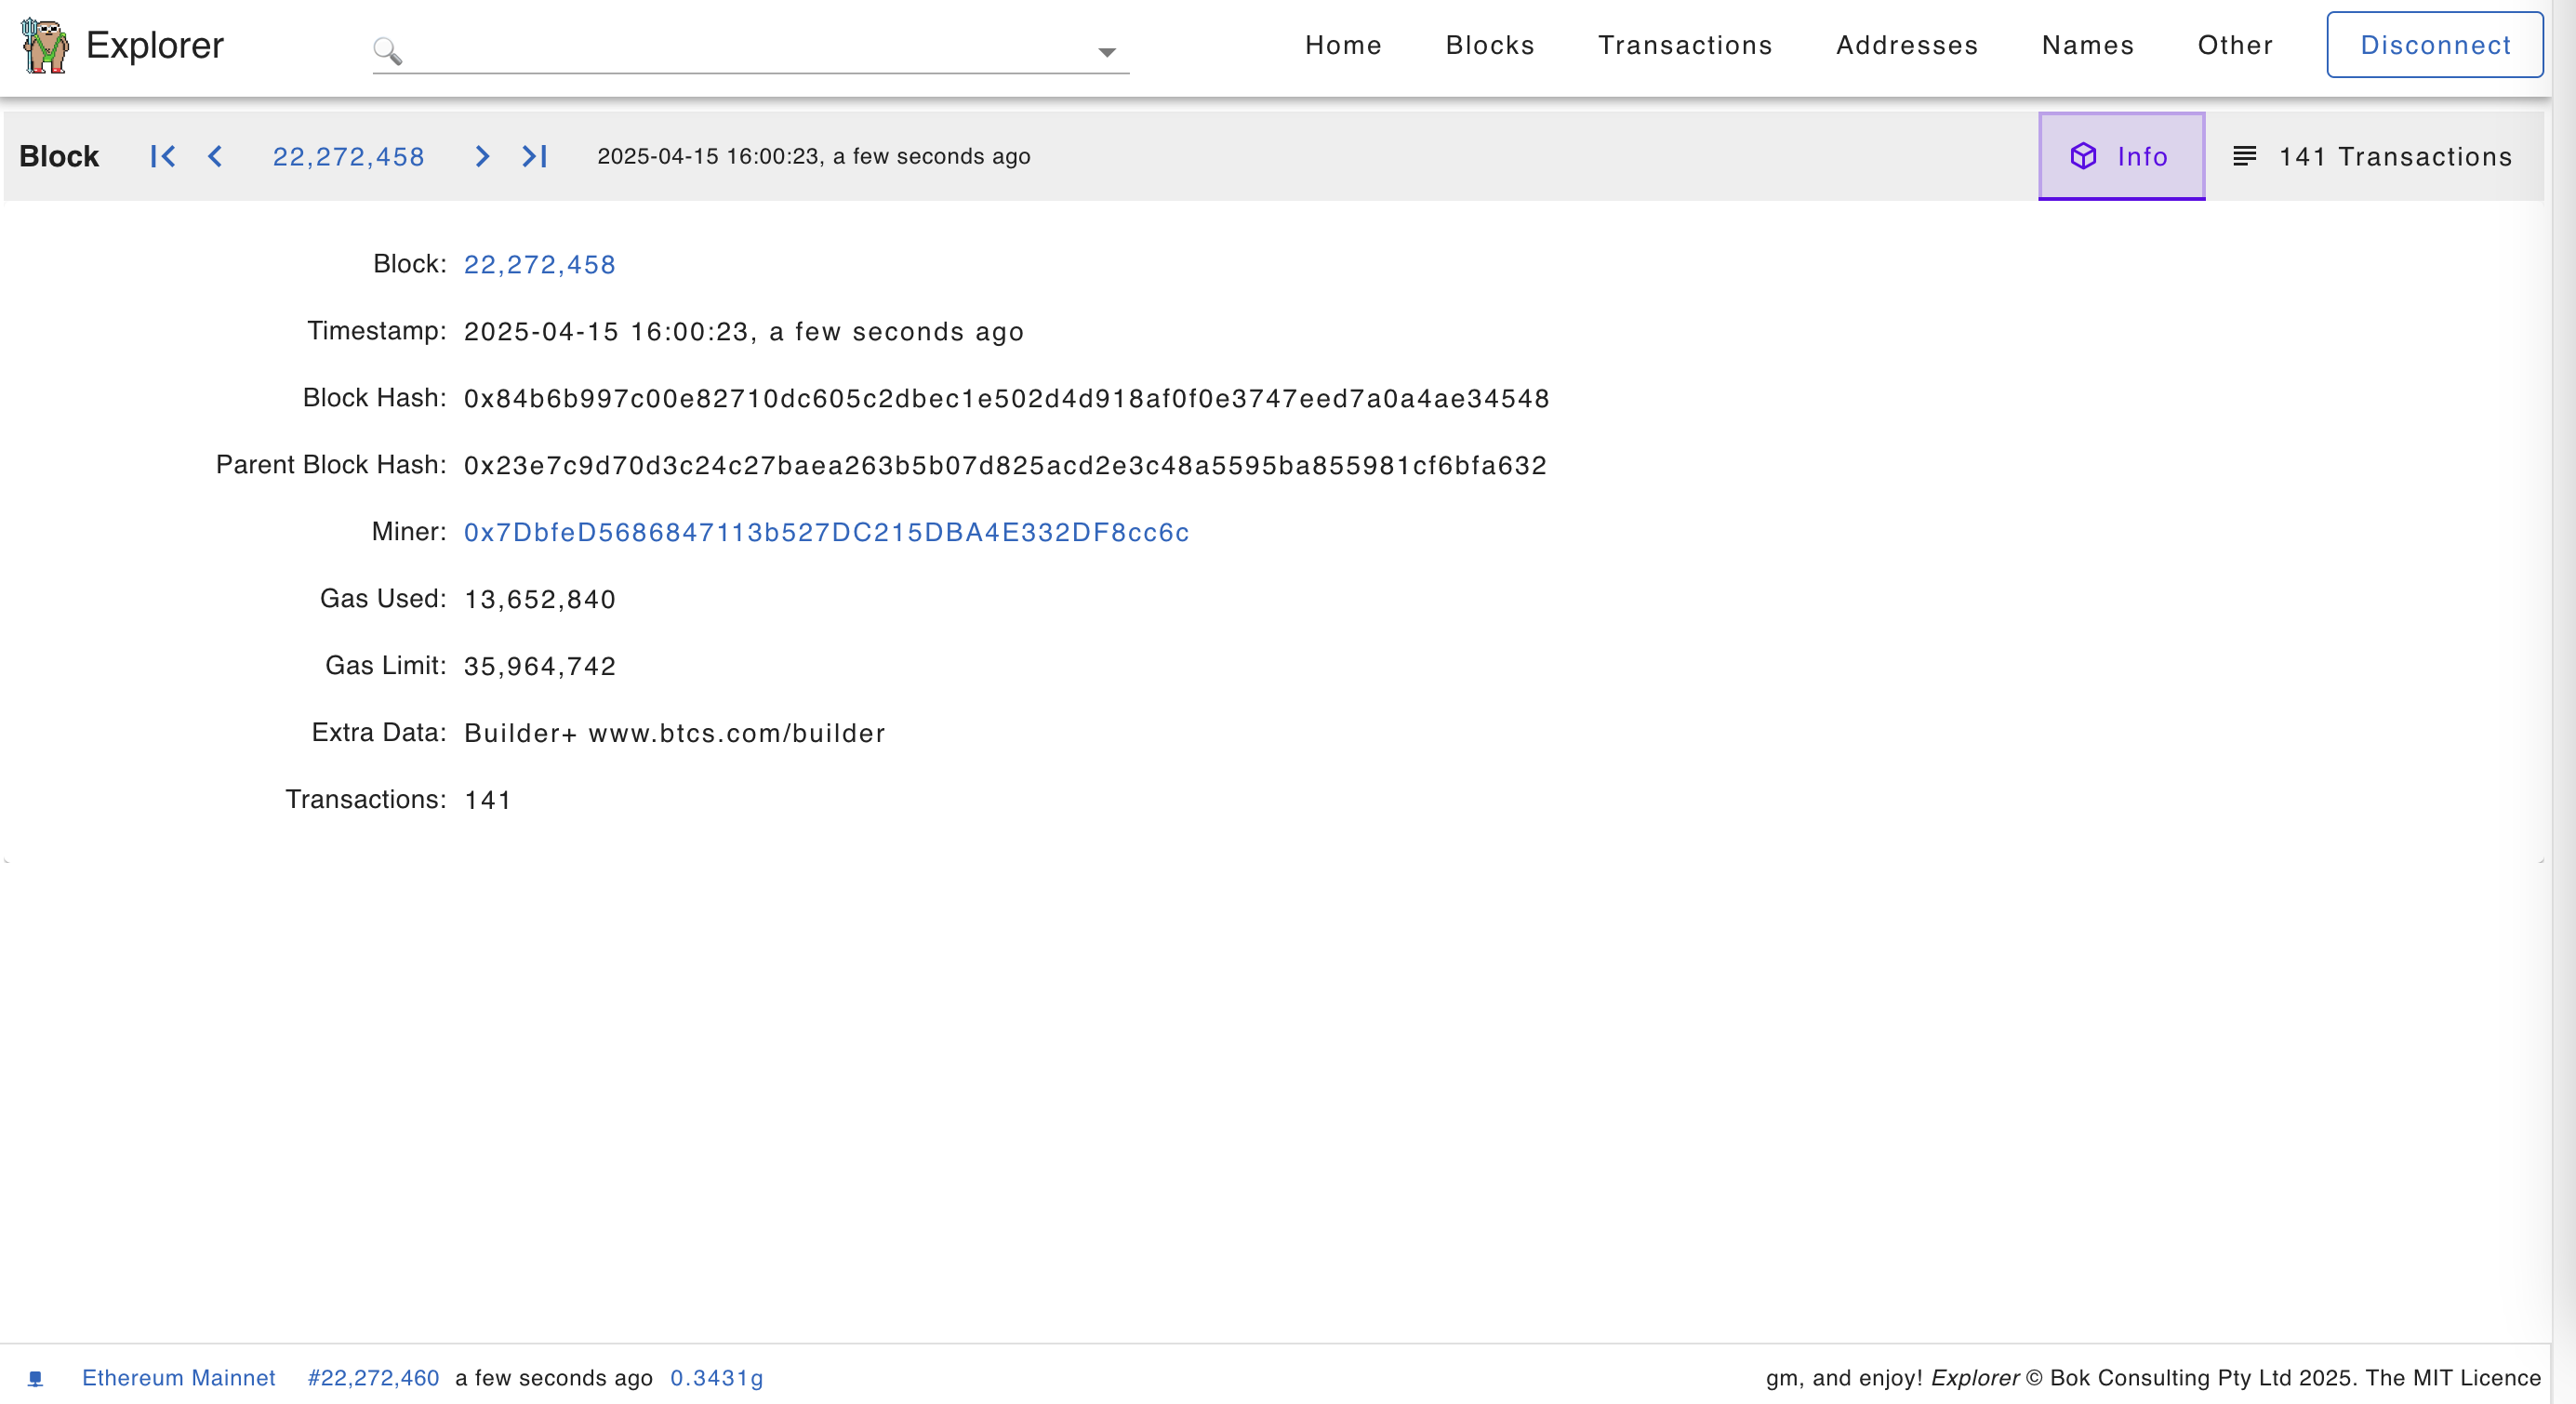 Explorer Home Blocks Transactions Addresses Names Other Disconnect
Block 22,272,458 2025-04-15 16:00:23, a few seconds ago Info 141 Transactions
Block: 22,272,458
Timestamp: 2025-04-15 16:00:23, a few seconds ago
Block Hash: 0x84b6b997c00e82710dc605c2dbec1e502d4d918af0f0e3747eed7a0a4ae34548
Parent Block Hash: 0x23e7c9d70d3c24c27baea263b5b07d825acd2e3c48a5595ba855981cf6bfa632
Miner: 0x7DbfeD5686847113b527DC215DBA4E332DF8cc6c
Gas Used: 13,652,840
Gas Limit: 35,964,742
Extra Data: Builder+ www.btcs.com/builder
Transactions: 141
Ethereum Mainnet #22,272,460 a few seconds ago 0.3431g gm, and enjoy! Explorer © Bok Consulting Pty Ltd 2025. The MIT Licence